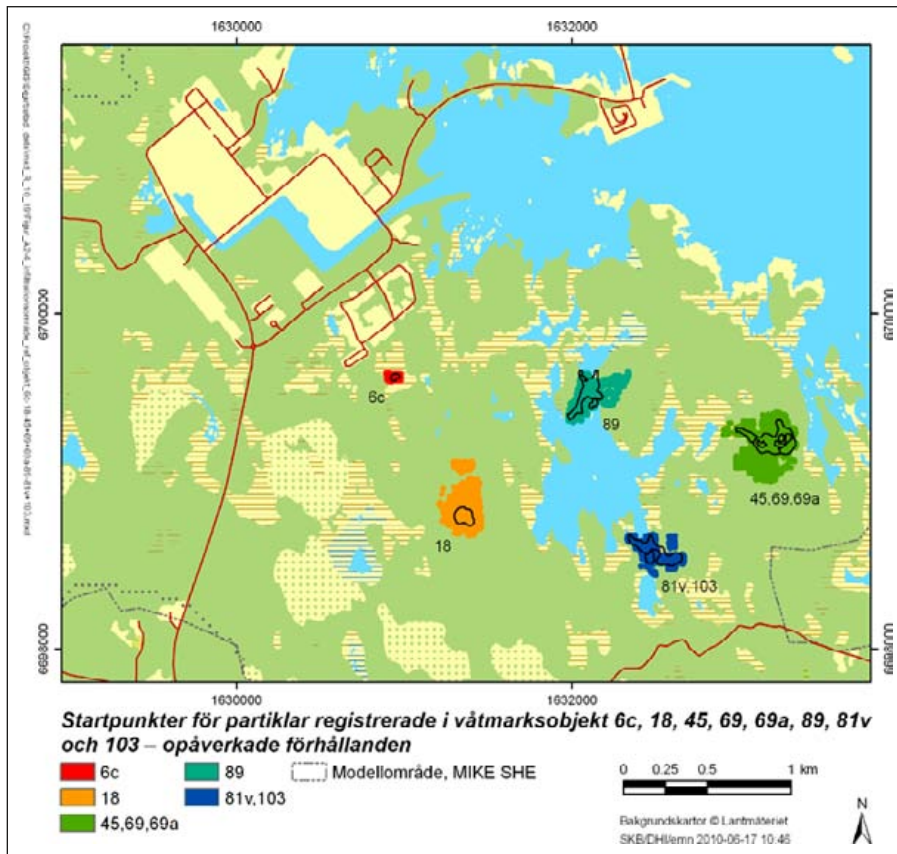 1630000
1632000
6700000
6700000
6c
89
45,69,69a
18
81v,103
6698000
6698000
1630000
1632000
Startpunkter för partiklar registrerade i våtmarksobjekt 6c, 18, 45, 69, 69a, 89, 81v
och 103 – opåverkade förhållanden
6c
89
Modellområde, MIKE SHE
18
81v,103
45,69,69a
0 0.25 0.5 1 km
Bakgrundskartor © Lantmäteriet
SKB/DHI/emn 2010-06-17 10:46
N